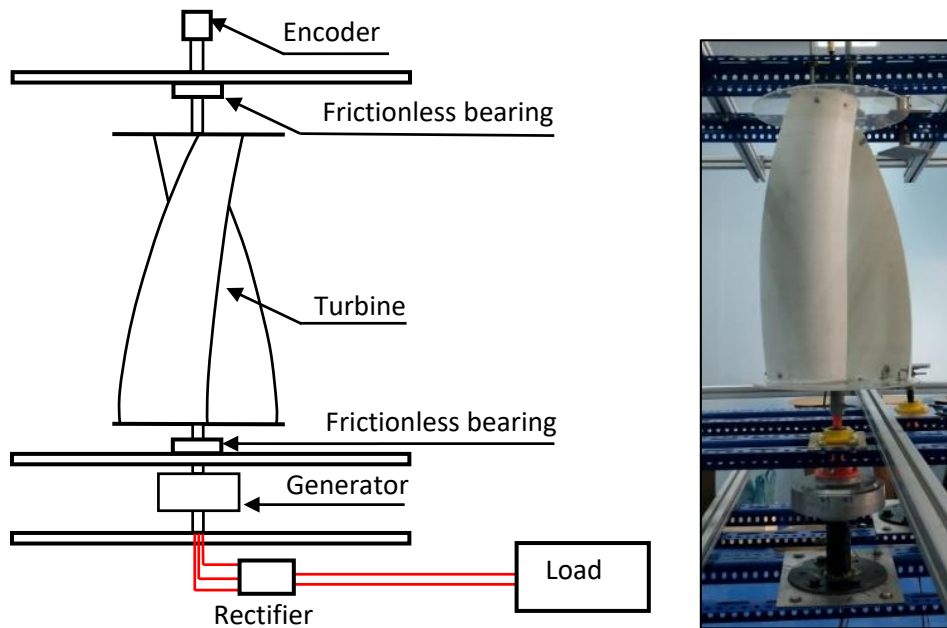 Encoder
Frictionless bearing
Turbine
Frictionless bearing
Generator
Load
Rectifier